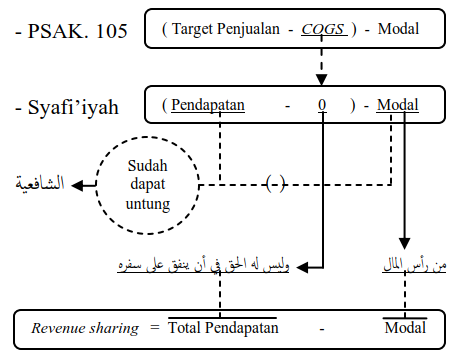 - PSAK. 105 ( Target Penjualan - COGS ) - Modal
- Syafi’iyah ( Pendapatan - 0 ) - Modal
Sudah
dapat
untung
الشافعية
( - )
وليس له الحق في أن ينفق على سفره
من رأس المال
Revenue sharing = Total Pendapatan - Modal